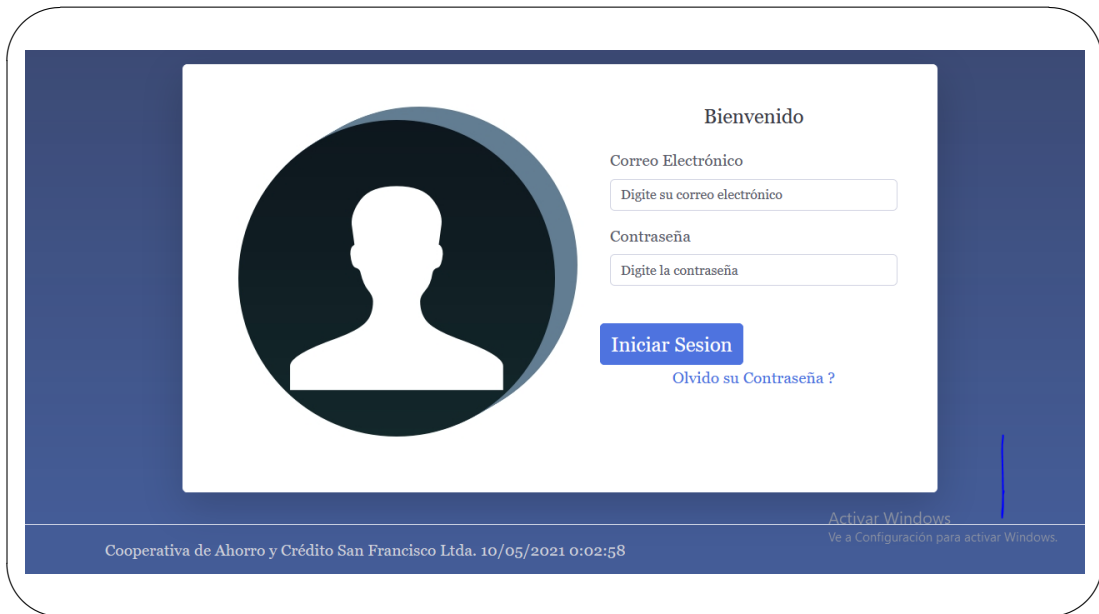 Bienvenido
Correo Electrónico
Digite su correo electrónico
Contraseña
Digite la contraseña
Iniciar Sesion
Olvido su Contraseña ?
Activar Windows
Ve a Configuración para activar Windows.
Cooperativa de Ahorro y Crédito San Francisco Ltda. 10/05/2021 0:02:58